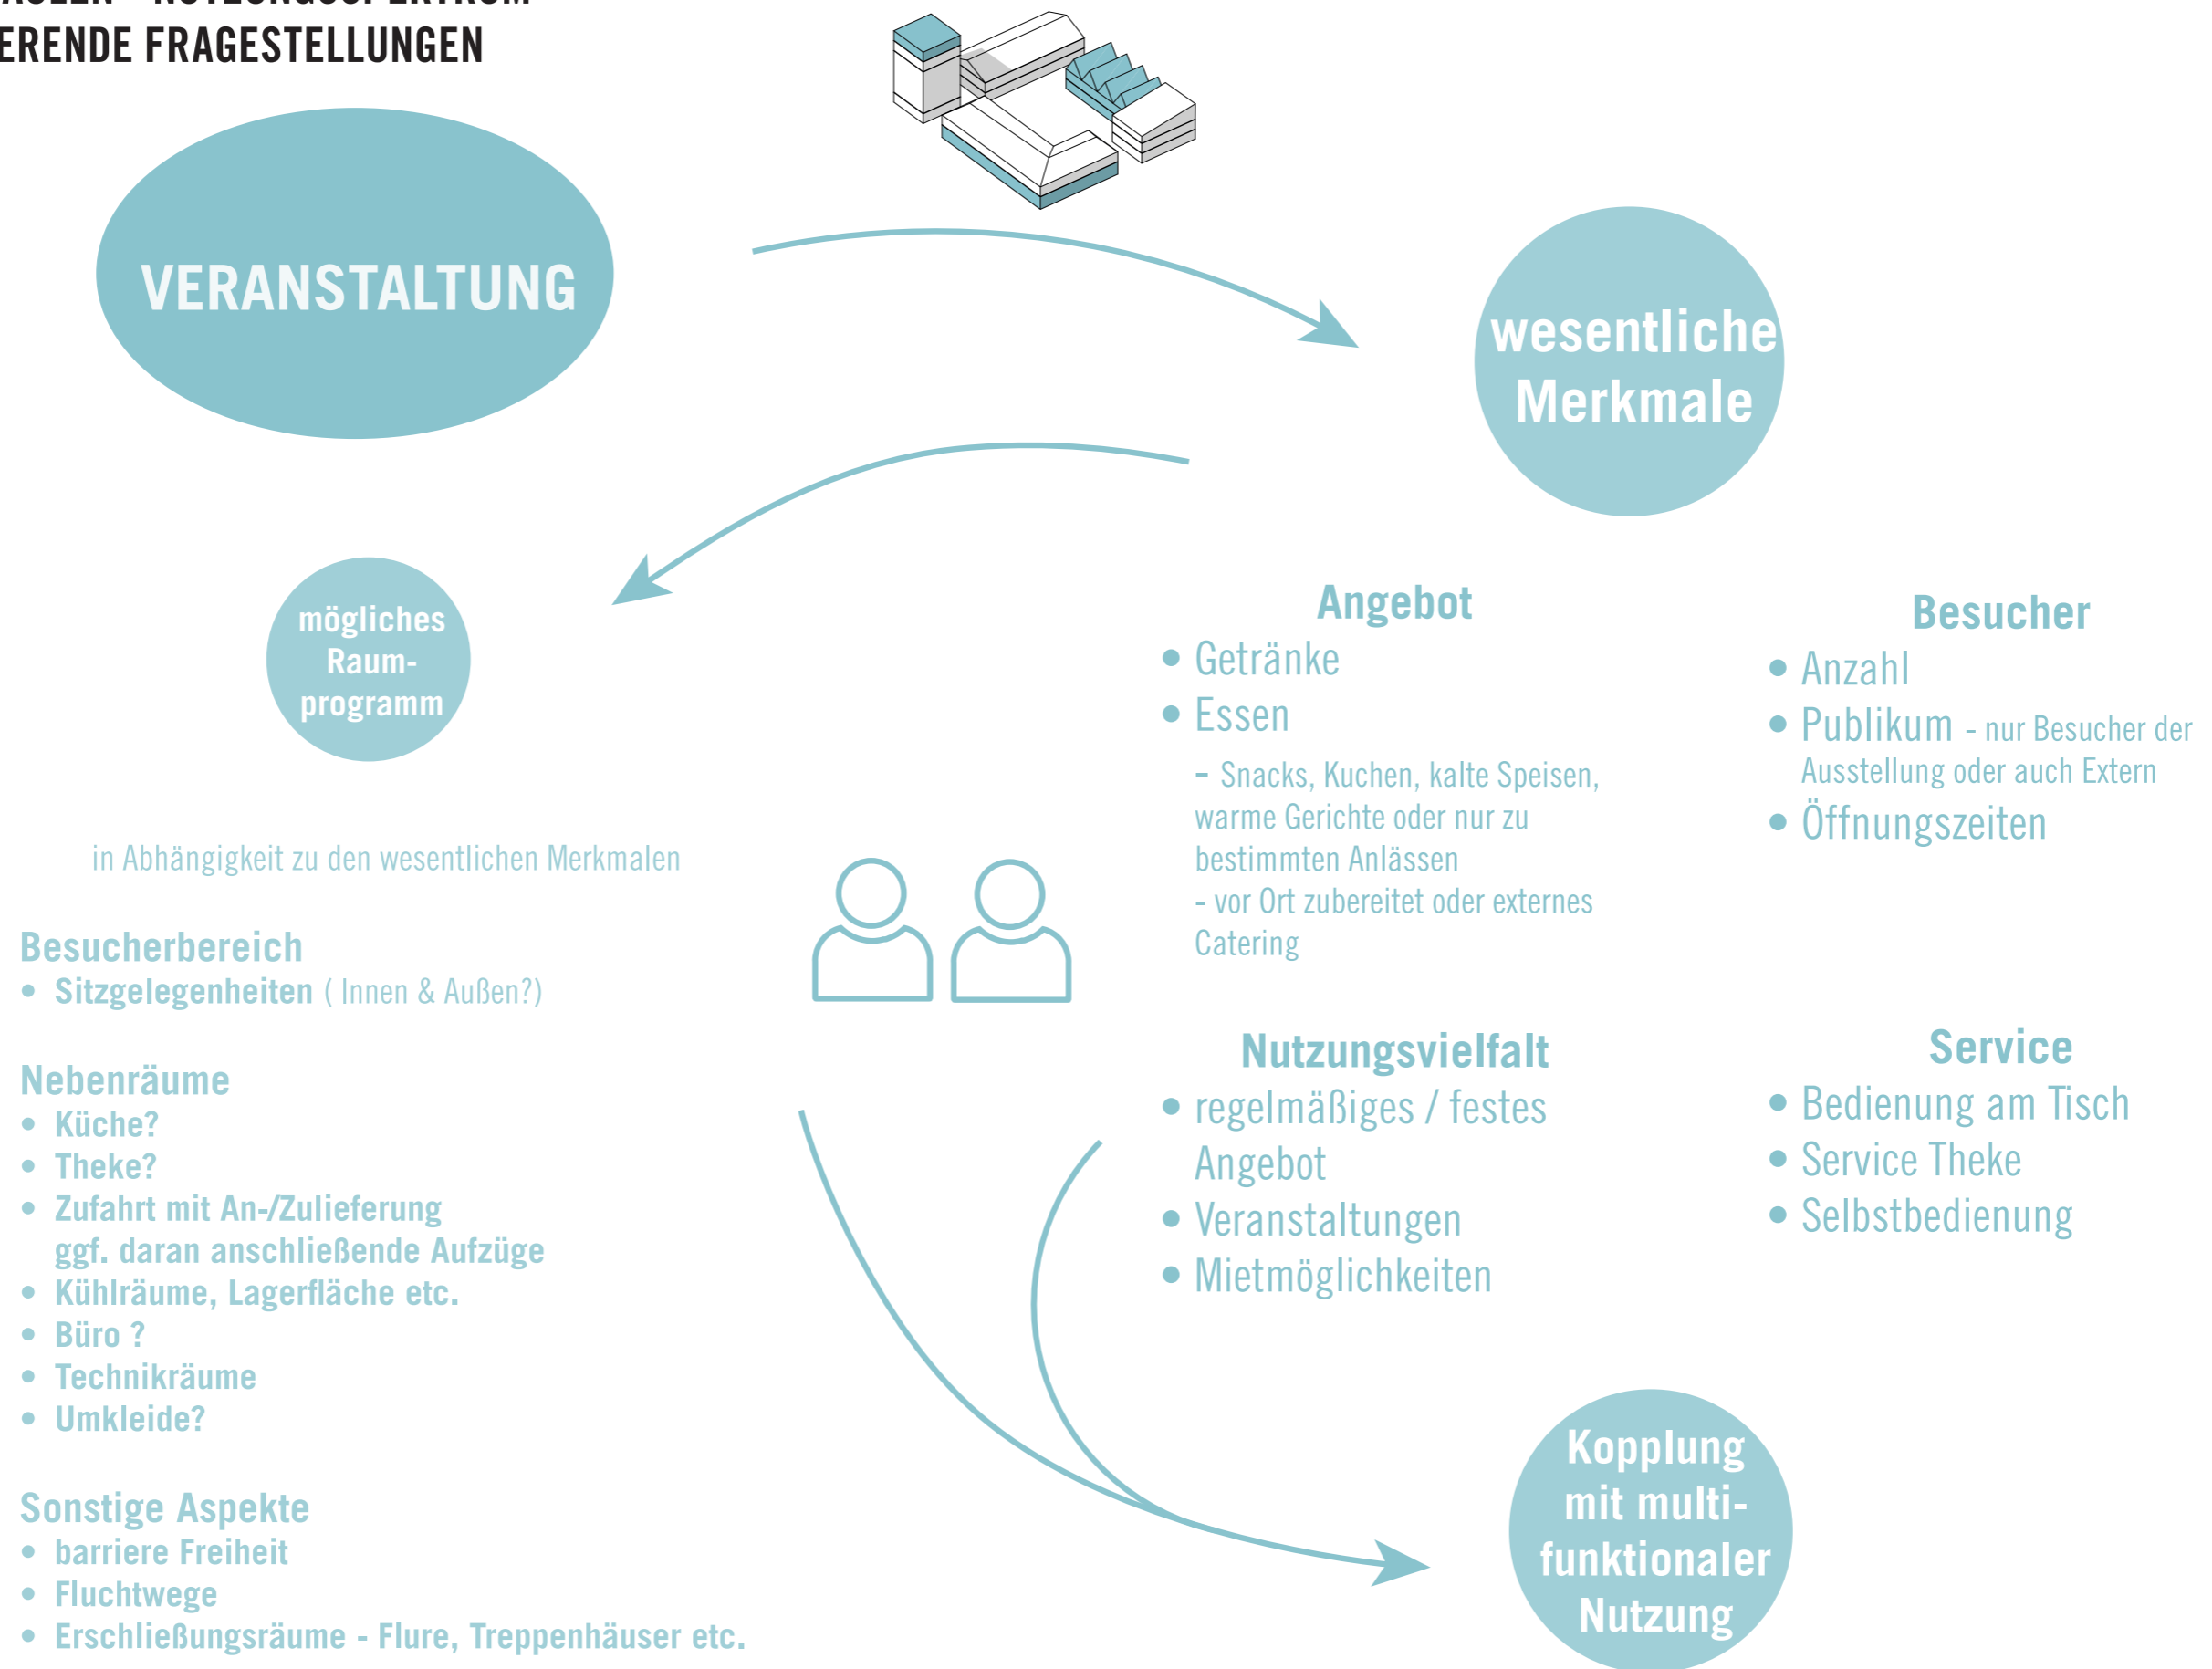 ERENDE FRAGESTELLUNGEN
VERANSTALTUNG
wesentliche
Merkmale
mögliches
Raum-
programm
in Abhängigkeit zu den wesentlichen Merkmalen
Besucherbereich
• Sitzgelegenheiten ( Innen & Außen?)
Nebenräume
• Küche?
• Theke?
• Zufahrt mit An-/Zulieferung
ggf. daran anschließende Aufzüge
• Kühlräume, Lagerfläche etc.
• Büro ?
• Technikräume
• Umkleide?
Sonstige Aspekte
• barriere Freiheit
• Fluchtwege
• Erschließungsräume - Flure, Treppenhäuser etc.
Angebot
• Getränke
• Essen
- Snacks, Kuchen, kalte Speisen,
warme Gerichte oder nur zu
bestimmten Anlässen
- vor Ort zubereitet oder externes
Catering
Besucher
• Anzahl
• Publikum - nur Besucher der
Ausstellung oder auch Extern
• Öffnungszeiten
Nutzungsvielfalt
• regelmäßiges / festes
Angebot
• Veranstaltungen
• Mietmöglichkeiten
Service
• Bedienung am Tisch
• Service Theke
• Selbstbedienung
Kopplung
mit multi-
funktionaler
Nutzung